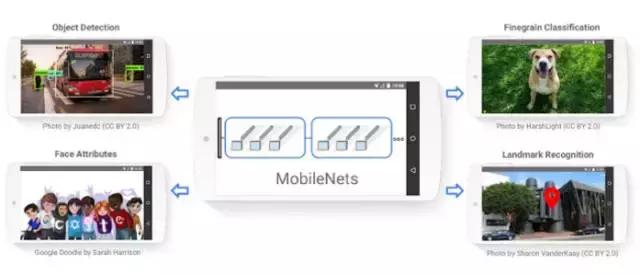 Object Detection
Finegrain Classification
Photo by Juanedc (CC BY 2.0)
Photo by HarshLight (CC BY 2.0)
MobileNets
Face Attributes
Landmark Recognition
Google Doodle by Sarah Harrison
Photo by Sharon VanderKaay (CC BY 2.0)